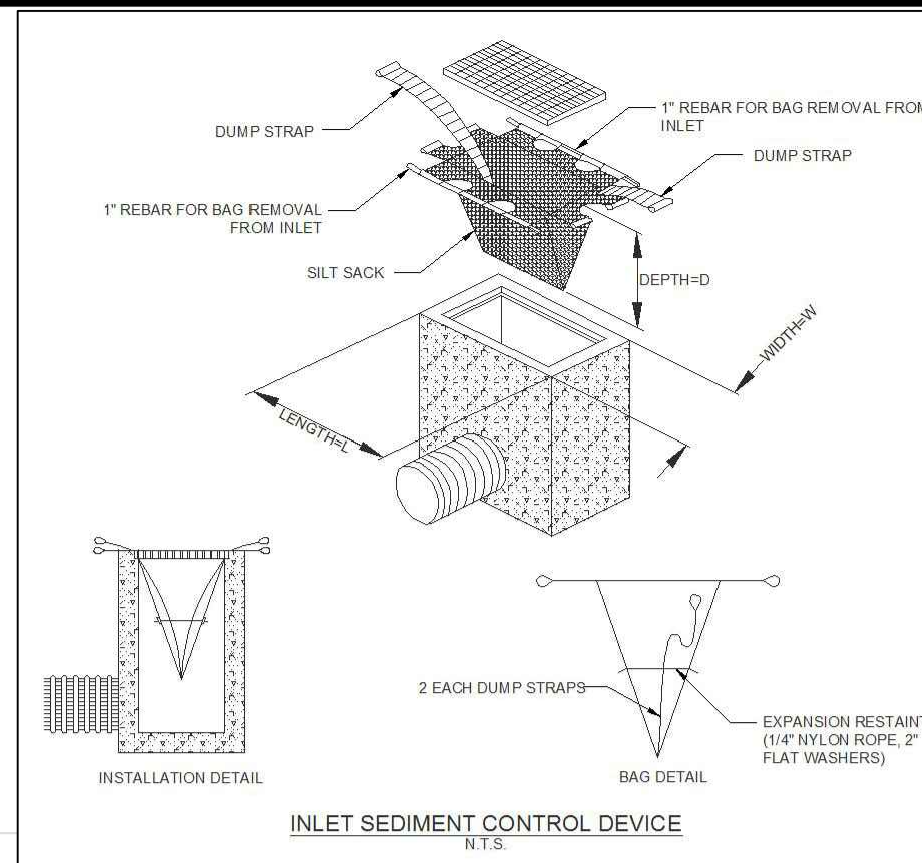 DUMP STRAP
1" REBAR FOR BAG REMOVAL FROM
INLET
DUMP STRAP
1" REBAR FOR BAG REMOVAL
FROM INLET
SILT SACK
DEPTH=D
WIDTH=W
LENGTH=L
2 EACH DUMP STRAPS
EXPANSION RESTAINT
(1/4" NYLON ROPE, 2"
FLAT WASHERS)
INSTALLATION DETAIL
BAG DETAIL
INLET SEDIMENT CONTROL DEVICE
N.T.S.